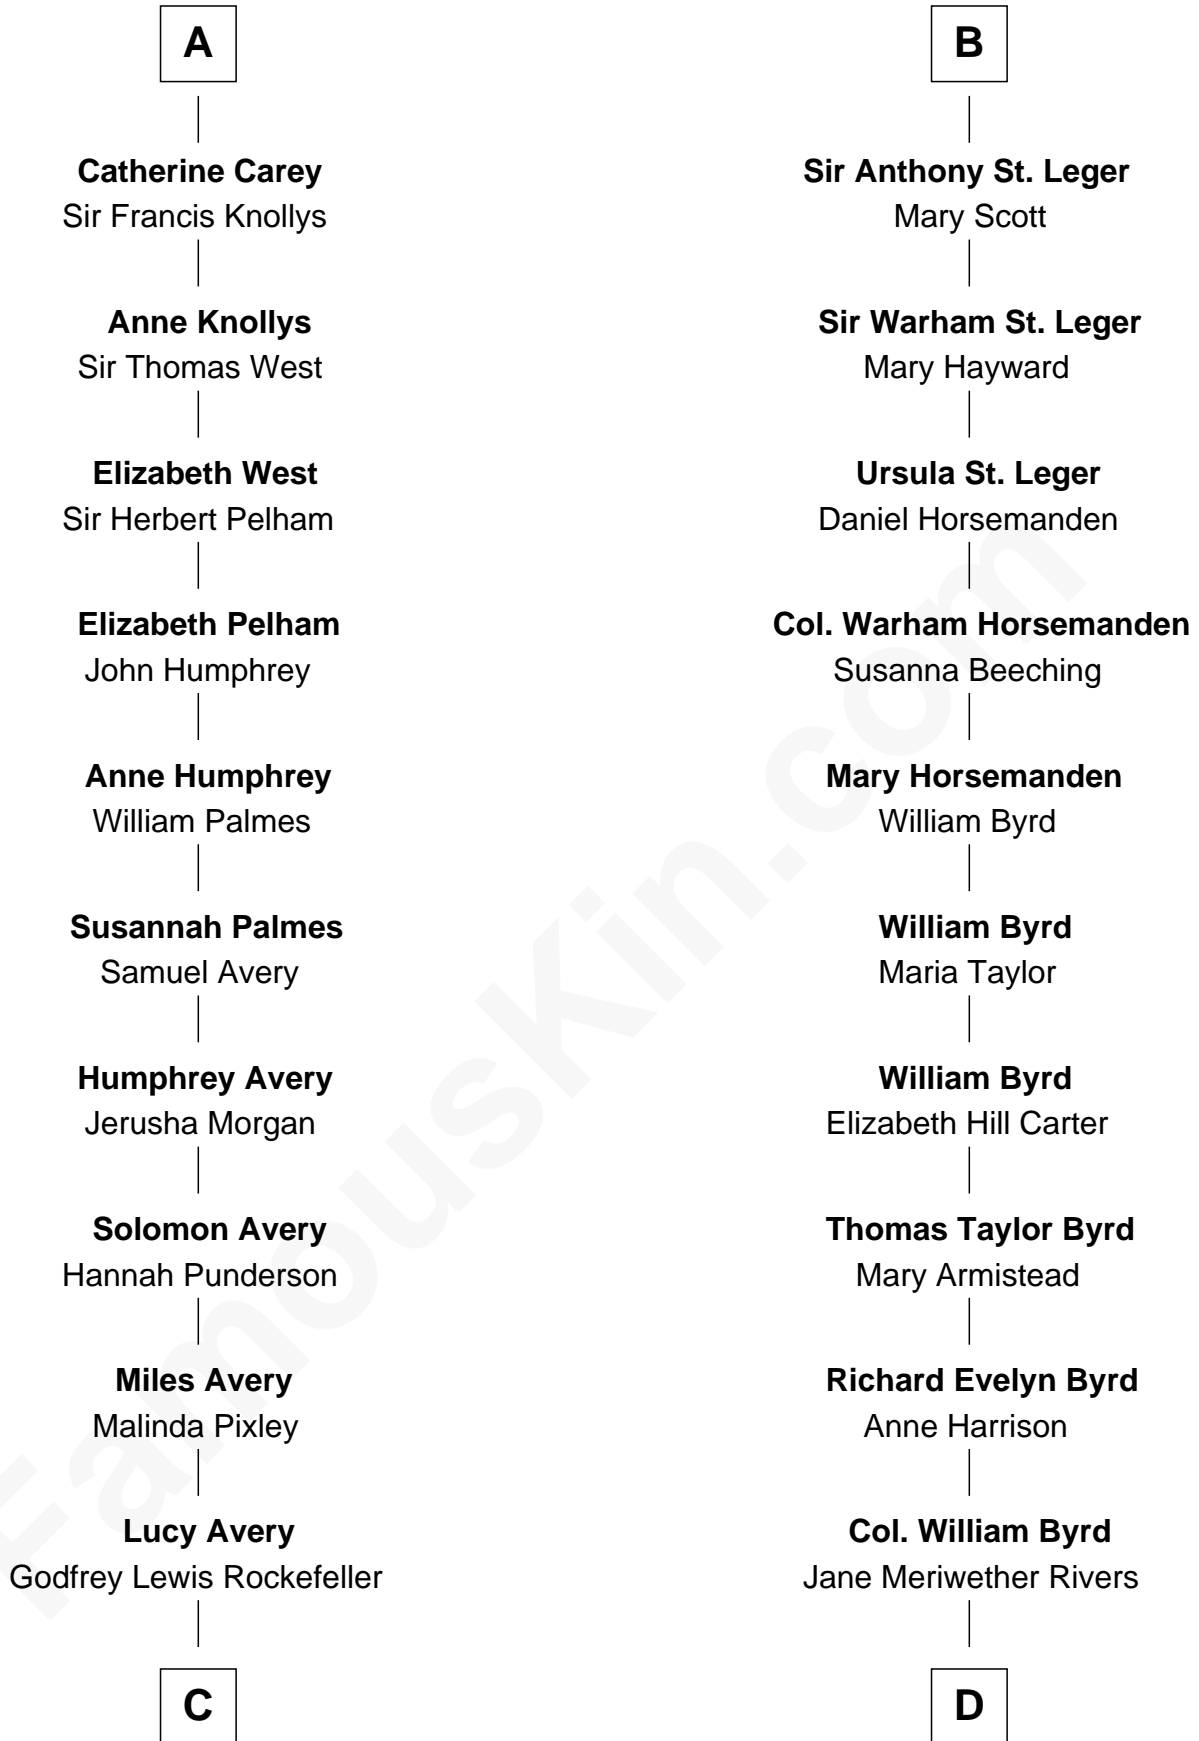 A
Catherine Carey
Sir Francis Knollys
Anne Knollys
Sir Thomas West
Elizabeth West
Sir Herbert Pelham
Elizabeth Pelham
John Humphrey
Anne Humphrey
William Palmes
Susannah Palmes
Samuel Avery
Humphrey Avery
Jerusha Morgan
Solomon Avery
Hannah Punderson
Miles Avery
Malinda Pixley
Lucy Avery
Godfrey Lewis Rockefeller
C
B
Sir Anthony St. Leger
Mary Scott
Sir Warham St. Leger
Mary Hayward
Ursula St. Leger
Daniel Horsemanden
Col. Warham Horsemanden
Susanna Beeching
Mary Horsemanden
William Byrd
William Byrd
Maria Taylor
William Byrd
Elizabeth Hill Carter
Thomas Taylor Byrd
Mary Armistead
Richard Evelyn Byrd
Anne Harrison
Col. William Byrd
Jane Meriwether Rivers
D
FamousKin.com